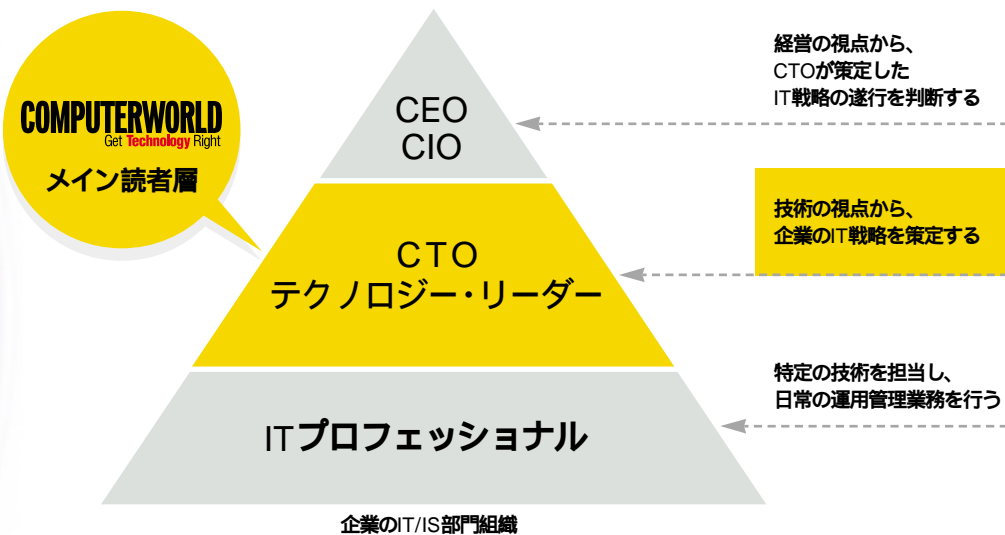 COMPUTERWORLD
Get Technology Right
メイン読者層
CEO
CIO
経営の視点から、
CTOが策定した
IT戦略の遂行を判断する
CTO
テクノロジー・リーダー
技術の視点から、
企業のIT戦略を策定する
ITプロフェッショナル
特定の技術を担当し、
日常の運用管理業務を行う
企業のIT/IS部門組織